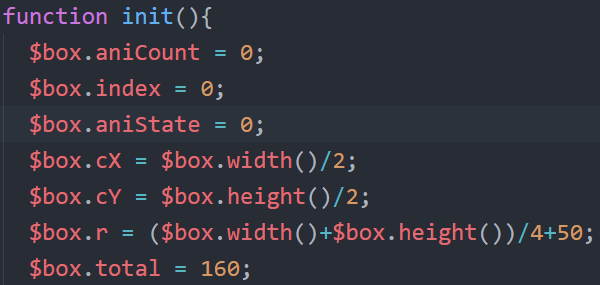 function init(){
  $box.aniCount = 0;
  $box.index = 0;
  $box.aniState = 0;
  $box.cX = $box.width()/2;
  $box.cY = $box.height()/2;
  $box.r = ($box.width()+$box.height())/4+50;
  $box.total = 160;